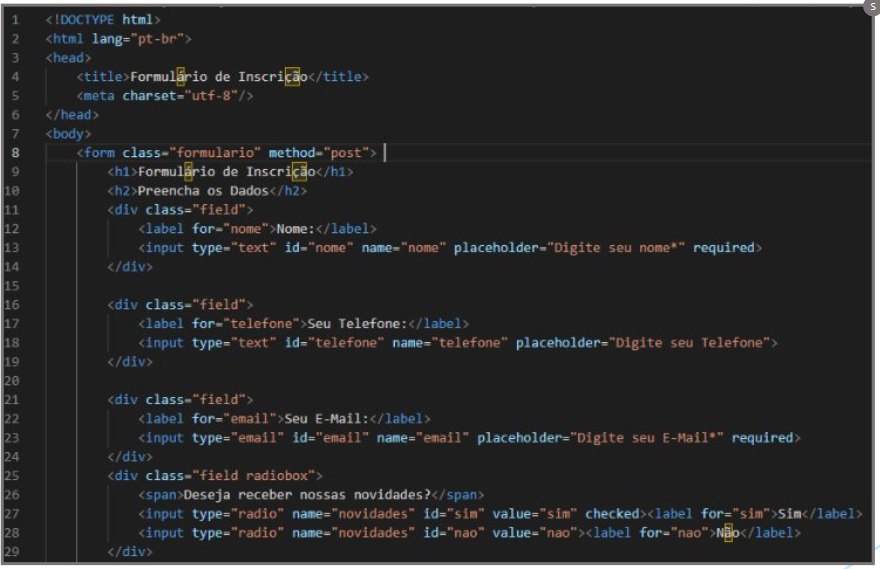 S
1 <!DOCTYPE html>
2 <html lang="pt-br">
3 <head>
4 <title>Formulário de Inscrição</title>
5 <meta charset="utf-8"/>
6 </head>
7 <body>
8 <form class="formulario" method="post">
9 <h1>Formulário de Inscrição</h1>
10 <h2>Preencha os Dados</h2>
11 <div class="field">
12 <label for="nome">Nome:</label>
13 <input type="text" id="nome" name="nome" placeholder="Digite seu nome*" required>
14 </div>
15
16 <div class="field">
17 <label for="telefone">Seu Telefone:</label>
18 <input type="text" id="telefone" name="telefone" placeholder="Digite seu Telefone">
19 </div>
20
21 <div class="field">
22 <label for="email">Seu E-Mail:</label>
23 <input type="email" id="email" name="email" placeholder="Digite seu E-Mail*" required>
24 </div>
25 <div class="field radiobox">
26 <span>Deseja receber nossas novidades?</span>
27 <input type="radio" name="novidades" id="sim" value="sim" checked><label for="sim">Sim</label>
28 <input type="radio" name="novidades" id="nao" value="nao"><label for="nao">Não</label>
29 </div>